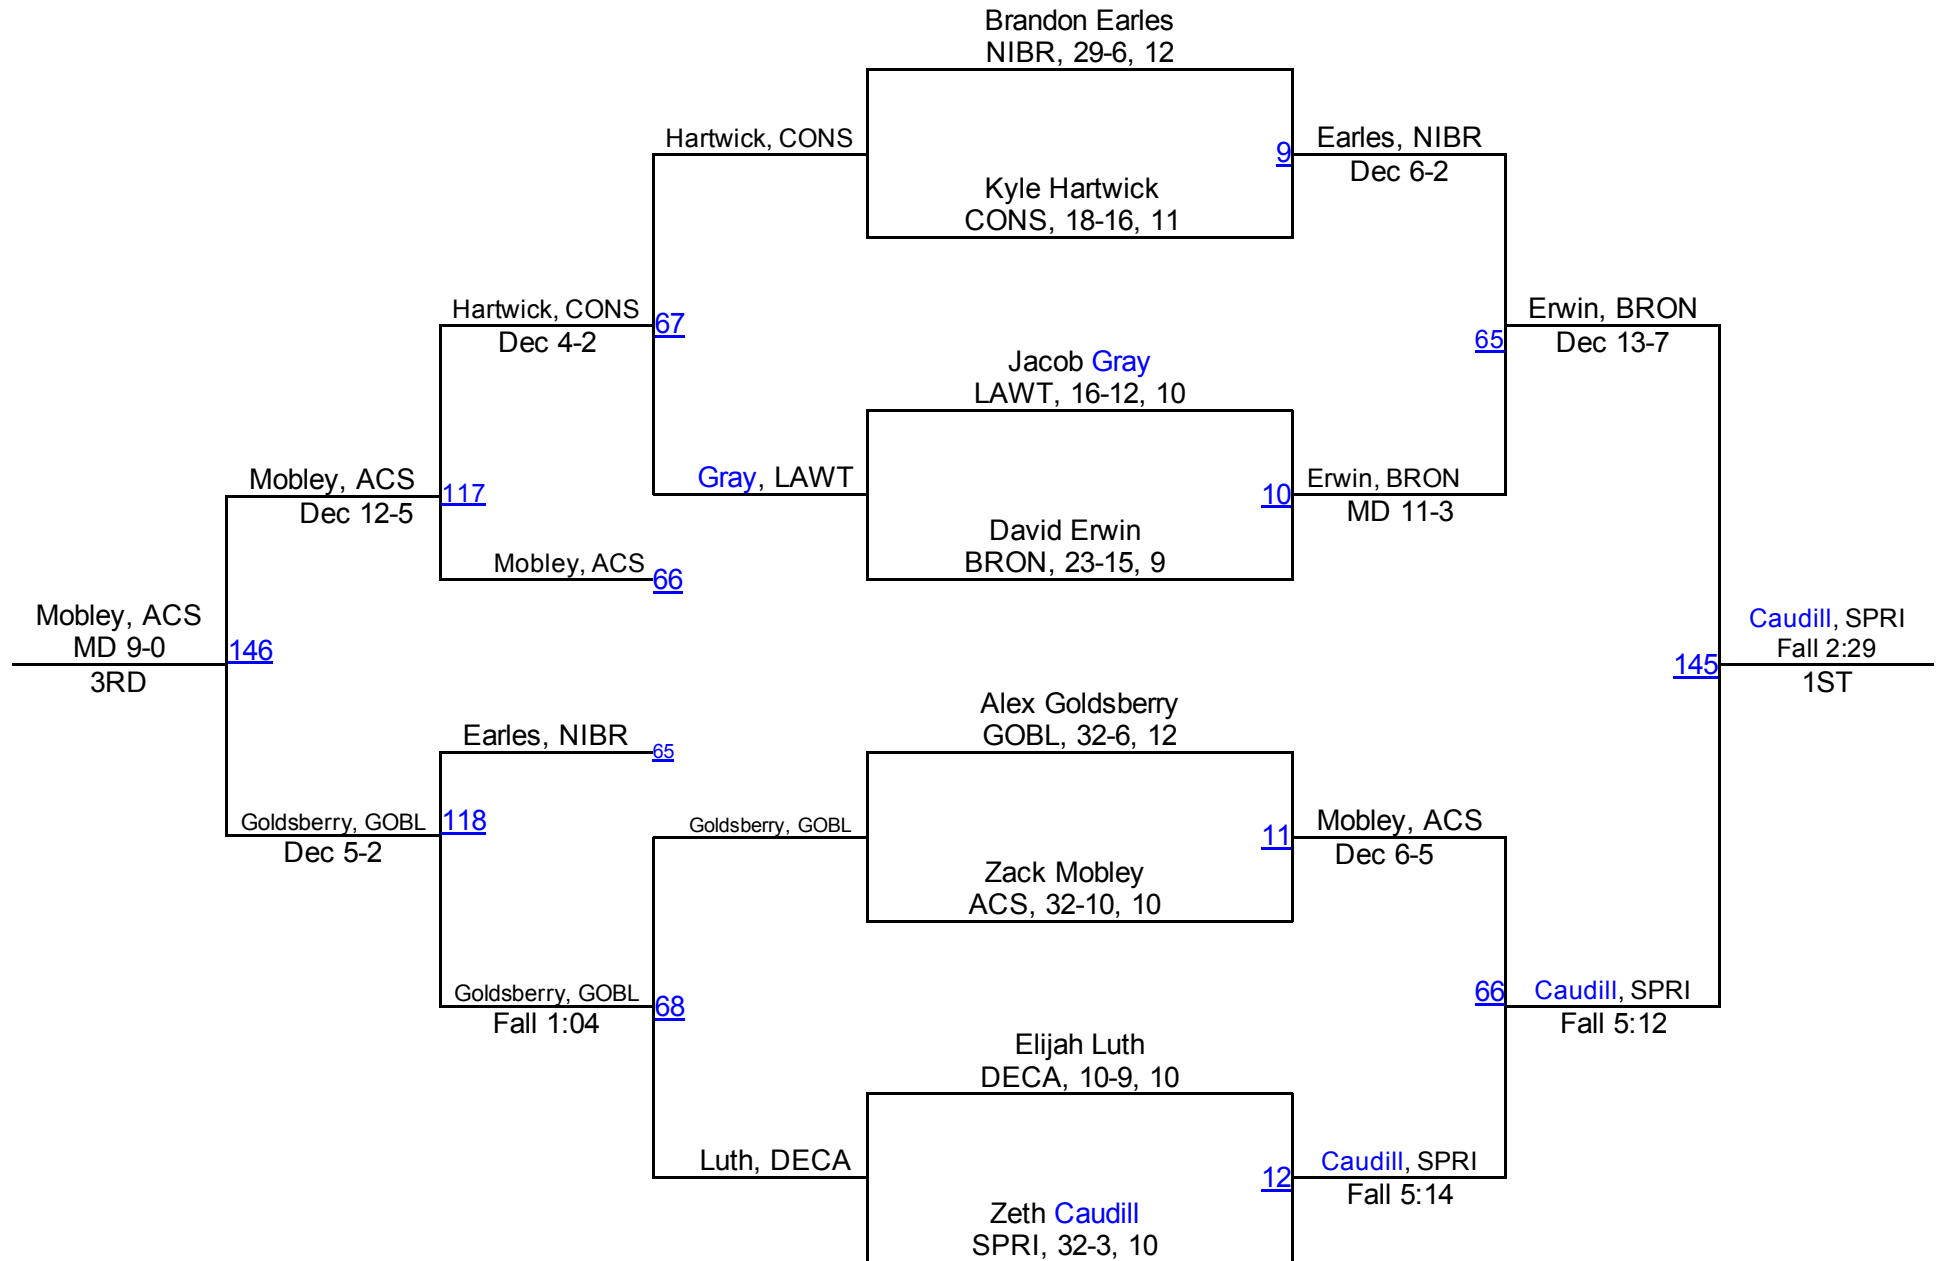 Brandon Earles
NIBR, 29-6, 12
Hartwick, CONS
9
Earles, NIBR
Dec 6-2
Kyle Hartwick
CONS, 18-16, 11
Hartwick, CONS
Dec 4-2
67
65
Erwin, BRON
Dec 13-7
Jacob Gray
LAWT, 16-12, 10
Mobley, ACS
Dec 12-5
117
Gray, LAWT
10
Erwin, BRON
MD 11-3
David Erwin
BRON, 23-15, 9
Mobley, ACS
66
Mobley, ACS
MD 9-0
3RD
146
145
Caudill, SPRI
Fall 2:29
1ST
Alex Goldsberry
GOBL, 32-6, 12
Earles, NIBR
65
Goldsberry, GOBL
Dec 5-2
118
Goldsberry, GOBL
11
Mobley, ACS
Dec 6-5
Zack Mobley
ACS, 32-10, 10
Goldsberry, GOBL
Fall 1:04
68
66
Caudill, SPRI
Fall 5:12
Elijah Luth
DECA, 10-9, 10
Luth, DECA
12
Caudill, SPRI
Fall 5:14
Zeth Caudill
SPRI, 32-3, 10